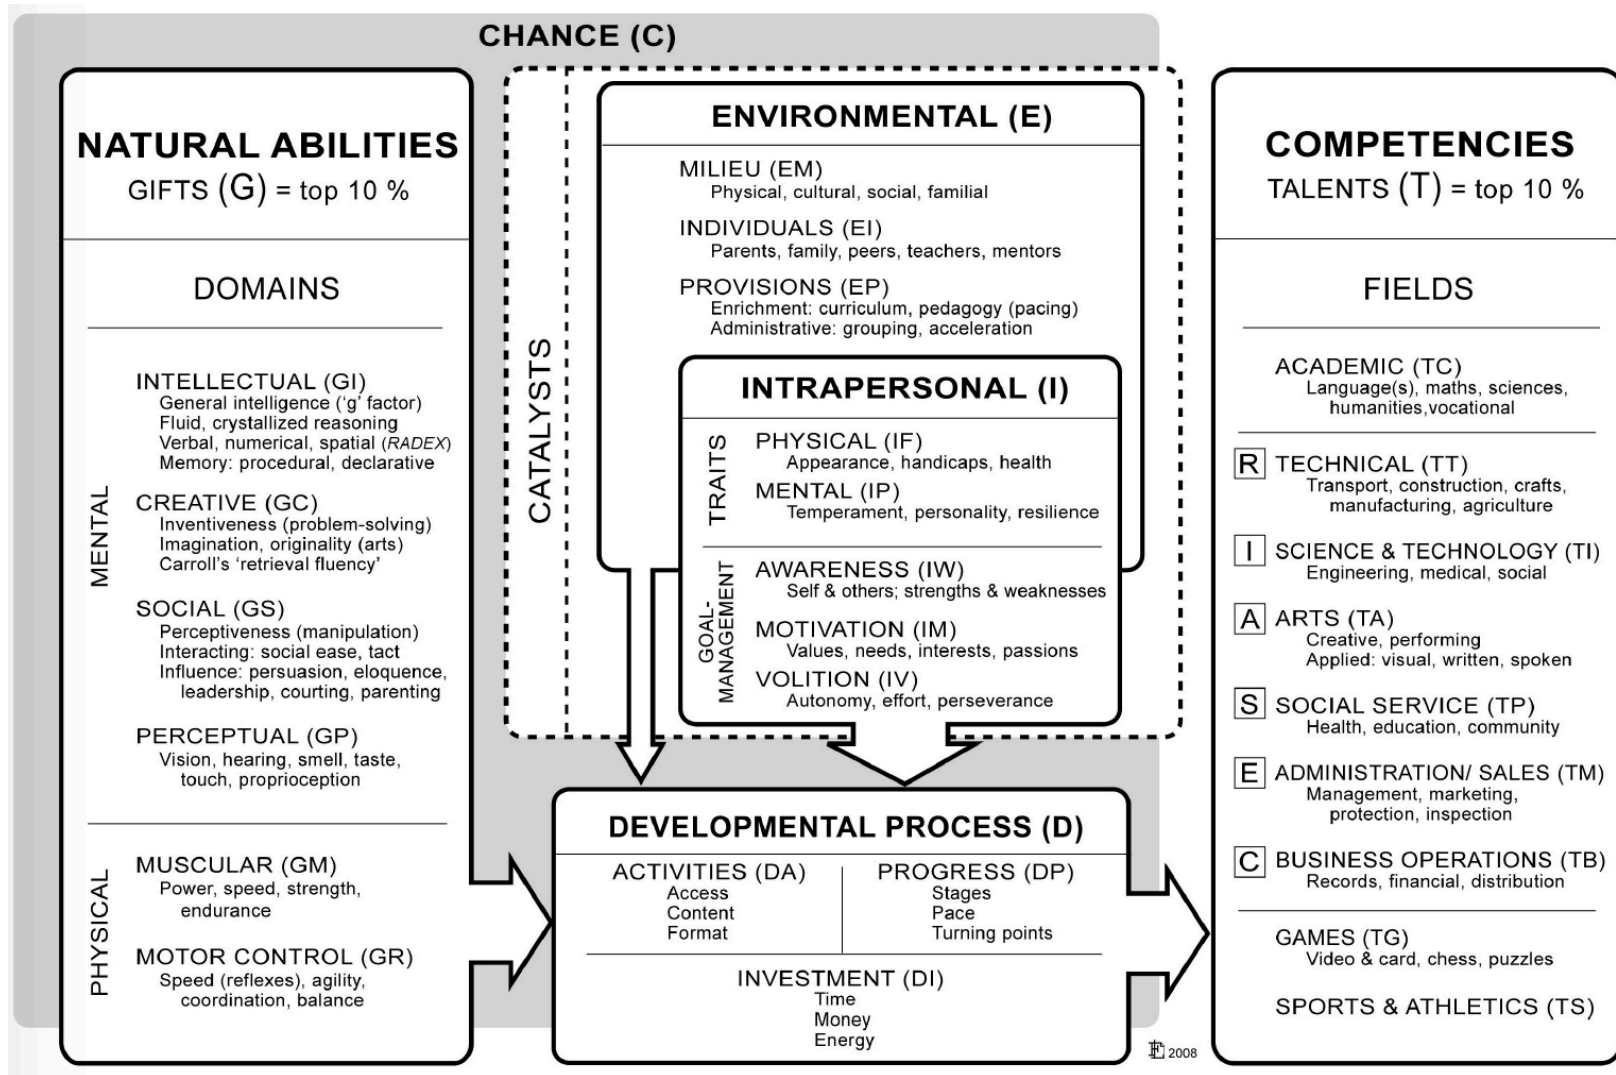 CHANCE (C)
NATURAL ABILITIES
GIFTS (G) = top 10 %
DOMAINS
MENTAL
INTELLECTUAL (GI)
General intelligence (‘g’ factor)
Fluid, crystallized reasoning
Verbal, numerical, spatial (RADEX)
Memory: procedural, declarative
CREATIVE (GC)
Inventiveness (problem-solving)
Imagination, originality (arts)
Carroll’s ‘retrieval fluency’
SOCIAL (GS)
Perceptiveness (manipulation)
Interacting: social ease, tact
Influence: persuasion, eloquence,
leadership, courting, parenting
PERCEPTUAL (GP)
Vision, hearing, smell, taste,
touch, proprioception
PHYSICAL
MUSCULAR (GM)
Power, speed, strength,
endurance
MOTOR CONTROL (GR)
Speed (reflexes), agility,
coordination, balance
CATALYSTS
ENVIRONMENTAL (E)
MILIEU (EM)
Physical, cultural, social, familial
INDIVIDUALS (EI)
Parents, family, peers, teachers, mentors
PROVISIONS (EP)
Enrichment: curriculum, pedagogy (pacing)
Administrative: grouping, acceleration
INTRAPERSONAL (I)
TRAITS
PHYSICAL (IF)
Appearance, handicaps, health
MENTAL (IP)
Temperament, personality, resilience
GOAL-
MANAGEMENT
AWARENESS (IW)
Self & others; strengths & weaknesses
MOTIVATION (IM)
Values, needs, interests, passions
VOLITION (IV)
Autonomy, effort, perseverance
DEVELOPMENTAL PROCESS (D)
ACTIVITIES (DA)
Access
Content
Format
PROGRESS (DP)
Stages
Pace
Turning points
INVESTMENT (DI)
Time
Money
Energy
2008
COMPETENCIES
TALENTS (T) = top 10 %
FIELDS
ACADEMIC (TC)
Language(s), maths, sciences,
humanities,vocational
R TECHNICAL (TT)
Transport, construction, crafts,
manufacturing, agriculture
I SCIENCE & TECHNOLOGY (TI)
Engineering, medical, social
A ARTS (TA)
Creative, performing
Applied: visual, written, spoken
S SOCIAL SERVICE (TP)
Health, education, community
E ADMINISTRATION/ SALES (TM)
Management, marketing,
protection, inspection
C BUSINESS OPERATIONS (TB)
Records, financial, distribution
GAMES (TG)
Video & card, chess, puzzles
SPORTS & ATHLETICS (TS)